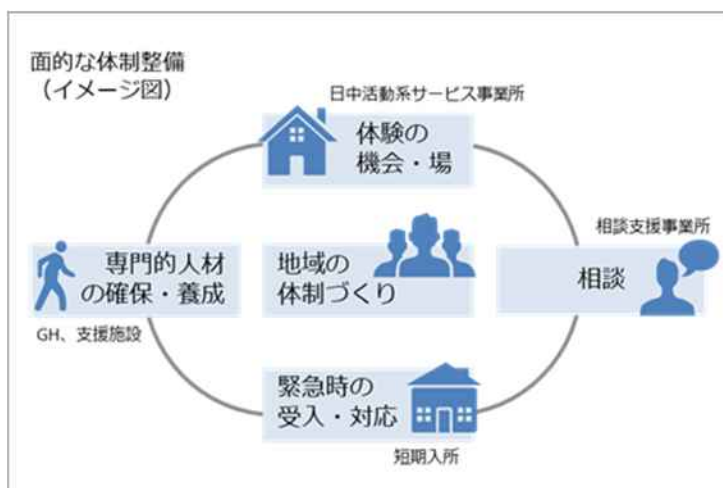 面的な体制整備
（イメージ図）
日中活動系サービス事業所
体験の
機会・場
相談支援事業所
専門的人材
の確保・養成
地域の
体制づくり
相談
GH、支援施設
緊急時の
受入・対応
短期入所